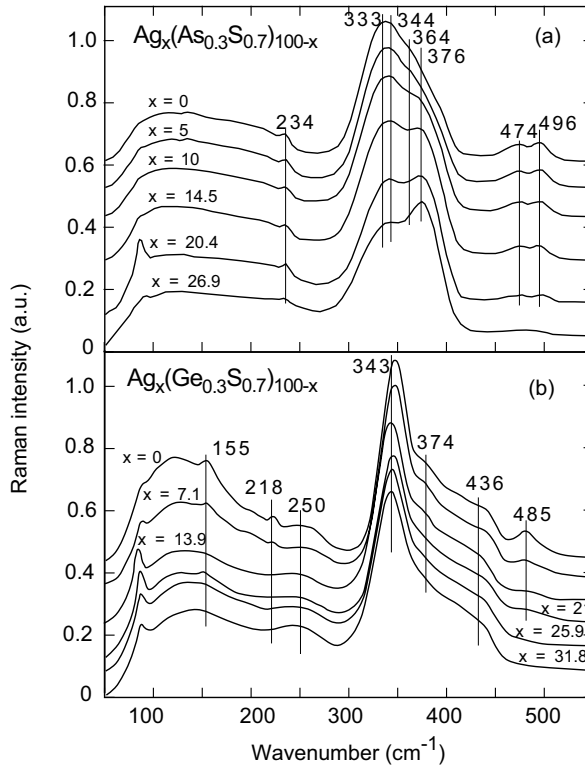 Ag<sub>x</sub>(As<sub>0.3</sub>S<sub>0.7</sub>)<sub>100-x</sub>
333
344
(a)
364
376
1.0
0.8
x = 0
234
474
496
x = 5
0.6
x = 10
x = 14.5
0.4
x = 20.4
0.2
x = 26.9
0
Ag<sub>x</sub>(Ge<sub>0.3</sub>S<sub>0.7</sub>)<sub>100-x</sub>
343
(b)
1.0
374
0.8
x = 0
155
436
218
250
485
x = 7.1
0.6
x = 13.9
0.4
x = 21
x = 25.9
0.2
x = 31.8
0
100
200
300
400
500
Wavenumber (cm<sup>-1</sup>)
Raman intensity (a.u.)